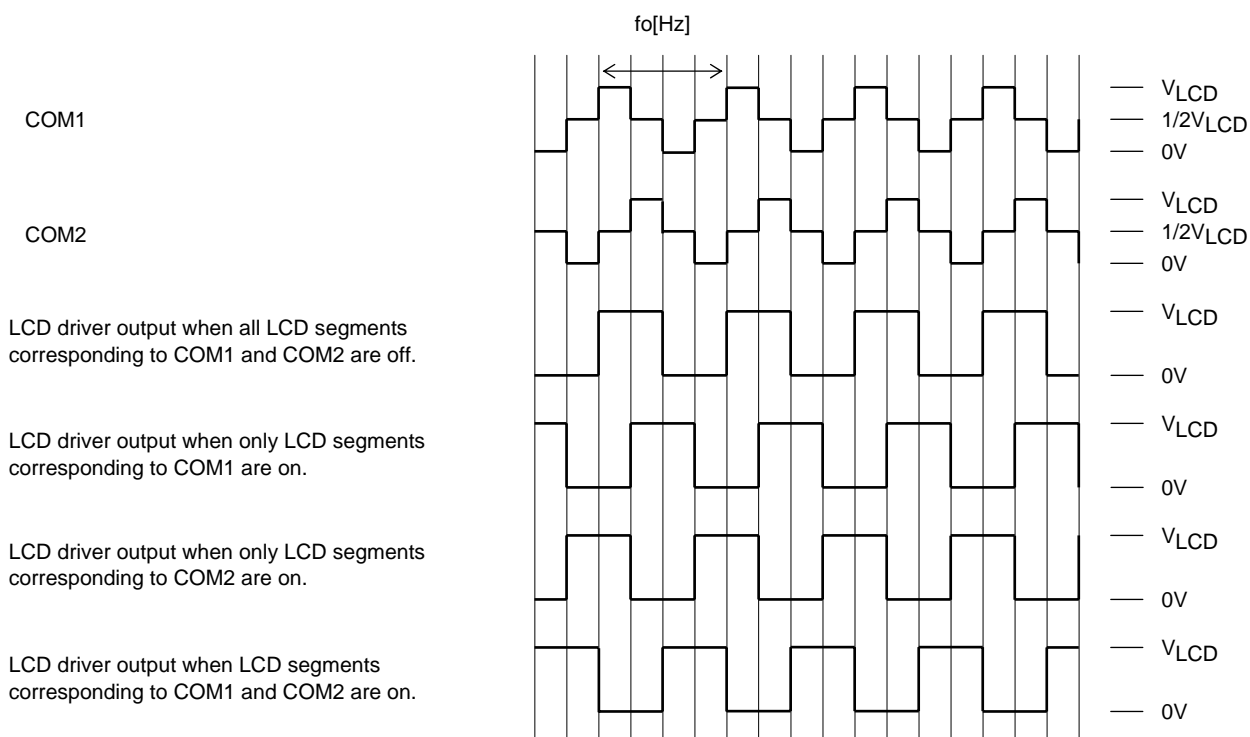 fo[Hz]
COM1
VLCD
1/2VLCD
0V
COM2
VLCD
1/2VLCD
0V
LCD driver output when all LCD segments
corresponding to COM1 and COM2 are off.
VLCD
0V
LCD driver output when only LCD segments
corresponding to COM1 are on.
VLCD
0V
LCD driver output when only LCD segments
corresponding to COM2 are on.
VLCD
0V
LCD driver output when LCD segments
corresponding to COM1 and COM2 are on.
VLCD
0V